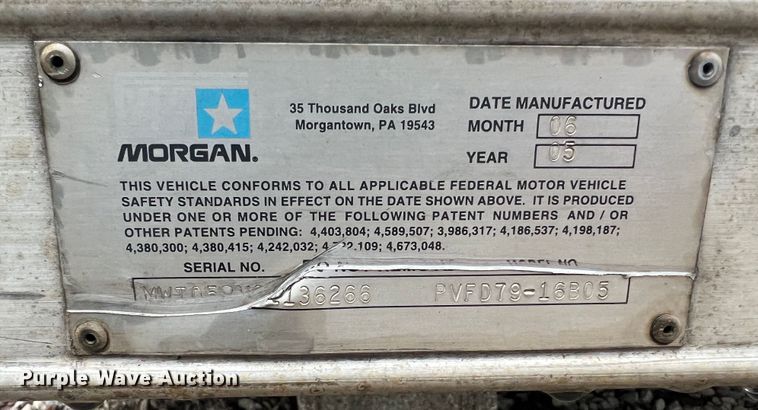 35 Thousand Oaks Blvd
Morgantown, PA 19543
DATE MANUFACTURED
MONTH 06
YEAR 05
MORGAN.
THIS VEHICLE CONFORMS TO ALL APPLICABLE FEDERAL MOTOR VEHICLE
SAFETY STANDARDS IN EFFECT ON THE DATE SHOWN ABOVE. IT IS PRODUCED
UNDER ONE OR MORE OF THE FOLLOWING PATENT NUMBERS AND / OR
OTHER PATENTS PENDING: 4,403,804; 4,589,507; 3,986,317; 4,186,537; 4,198,187;
4,380,300; 4,380,415; 4,242,032; 4,673,048.
SERIAL NO. NO.
PVFD79-16B05
Purple Wave Auction